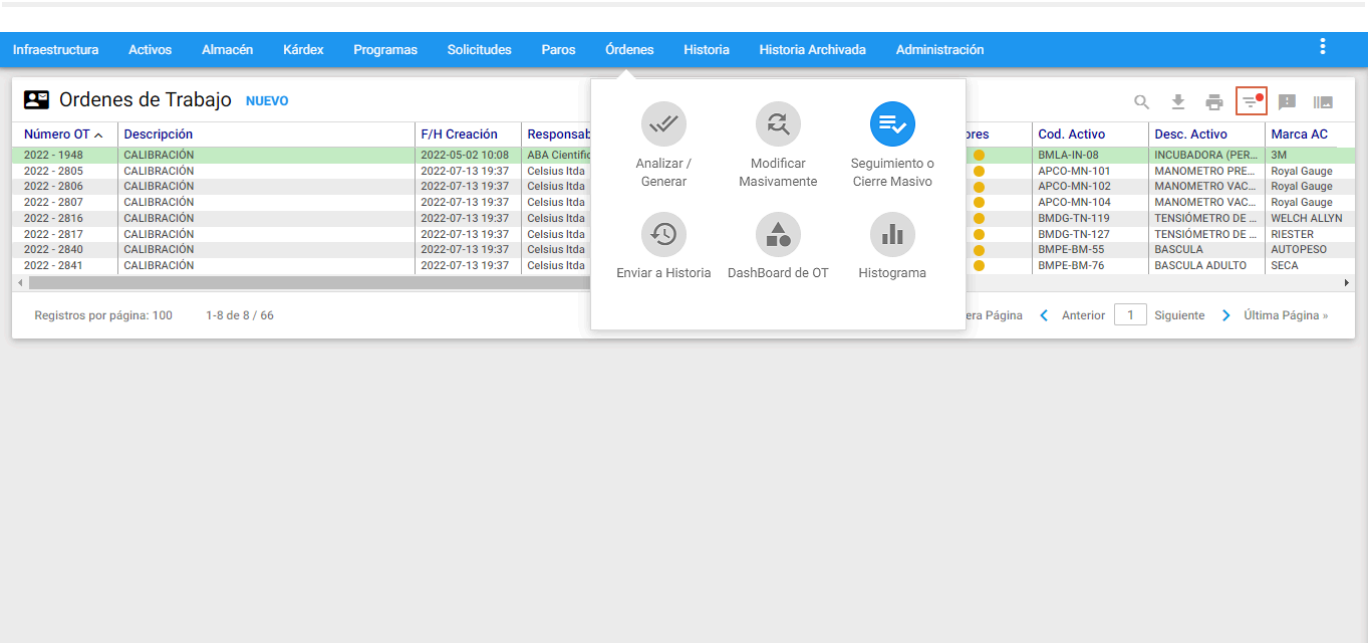 Infraestructura Activos Almacén Kárdex Programas Solicitudes Paros Órdenes Historia Historia Archivada Administración
Ordenes de Trabajo NUEVO
Número OT Descripción F/H Creación Responsab ores Cod. Activo Desc. Activo Marca AC
2022 - 1948 CALIBRACIÓN 2022-05-02 10:08 ABA Científic BMLA-IN-08 INCUBADORA (PER... 3M
2022 - 2805 CALIBRACIÓN 2022-07-13 19:37 Celsius ltda APCO-MN-101 MANOMETRO PRE... Royal Gauge
2022 - 2806 CALIBRACIÓN 2022-07-13 19:37 Celsius ltda APCO-MN-102 MANOMETRO VAC... Royal Gauge
2022 - 2807 CALIBRACIÓN 2022-07-13 19:37 Celsius ltda APCO-MN-104 MANOMETRO VAC... Royal Gauge
2022 - 2816 CALIBRACIÓN 2022-07-13 19:37 Celsius ltda BMDG-TN-119 TENSIÓMETRO DE ... WELCH ALLYN
2022 - 2817 CALIBRACIÓN 2022-07-13 19:37 Celsius ltda BMDG-TN-127 TENSIÓMETRO DE ... RIESTER
2022 - 2840 CALIBRACIÓN 2022-07-13 19:37 Celsius ltda BMPE-BM-55 BASCULA AUTOPESO
2022 - 2841 CALIBRACIÓN 2022-07-13 19:37 Celsius ltda BMPE-BM-76 BASCULA ADULTO SECA
Analizar / Modificar Seguimiento o
Generar Masivamente Cierre Masivo
Enviar a Historia DashBoard de OT Histograma
Registros por página: 100 1-8 de 8 / 66 era Página Anterior 1 Siguiente Última Página »